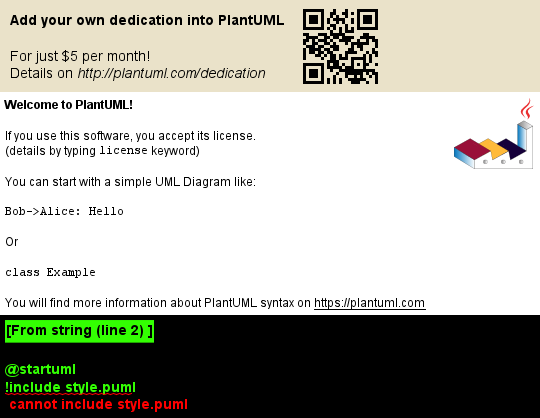 Add your own dedication into PlantUML
For just $5 per month!
Details on http://plantuml.com/dedication
Welcome to PlantUML!
If you use this software, you accept its license.
(details by typing license keyword)
You can start with a simple UML Diagram like:
Bob->Alice: Hello
Or
class Example
You will find more information about PlantUML syntax on https://plantuml.com
[From string (line 2) ]
@startuml
!include style.puml
cannot include style.puml